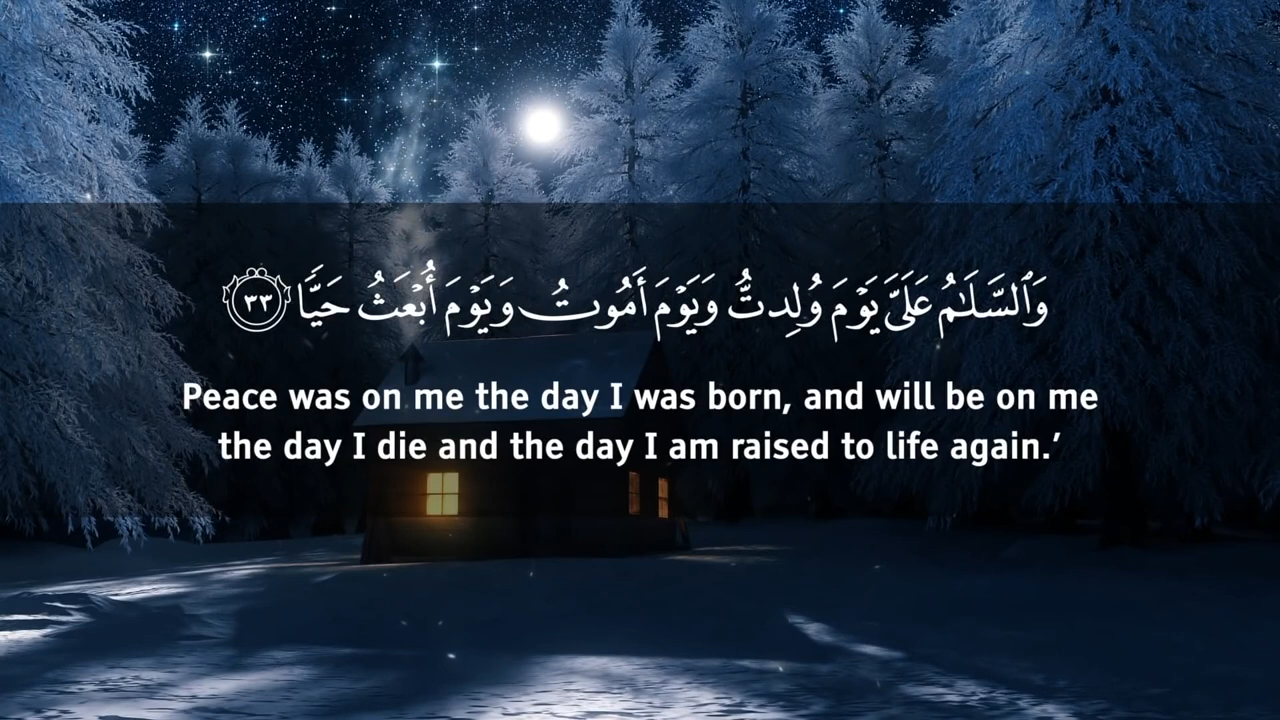 وَٱلسَّلَـٰمُ عَلَىَّ يَوْمَ وُلِدتُّ وَيَوْمَ أَمُوتُ وَيَوْمَ أُبْعَثُ حَيًّا ٣٣
Peace was on me the day I was born, and will be on me
the day I die and the day I am raised to life again.’